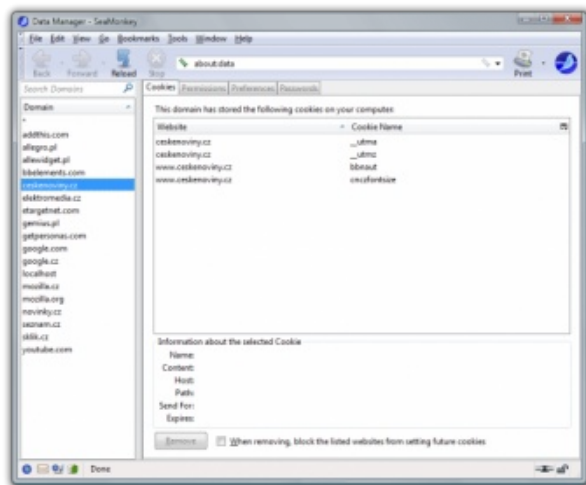 Data Manager - SeaMonkey
File Edit View Go Bookmarks Tools Window Help
Back Forward Reload Stop about:data Print
Search Domains
Cookies Permissions Preferences Passwords
Domain
*
addthis.com
allegro.pl
allewidget.pl
bbelements.com
ceskenoviny.cz
elektromedia.cz
etargetnet.com
gemius.pl
getpersonas.com
google.com
google.cz
localhost
mozilla.cz
mozilla.org
novinky.cz
seznam.cz
sklik.cz
youtube.com
This domain has stored the following cookies on your computer:
Website Cookie Name
ceskenoviny.cz __utma
ceskenoviny.cz __utmc
www.ceskenoviny.cz bbnaut
www.ceskenoviny.cz cnczfontsize
Information about the selected Cookie
Name:
Content:
Host:
Path:
Send For:
Expires:
Remove When removing, block the listed websites from setting future cookies
Done